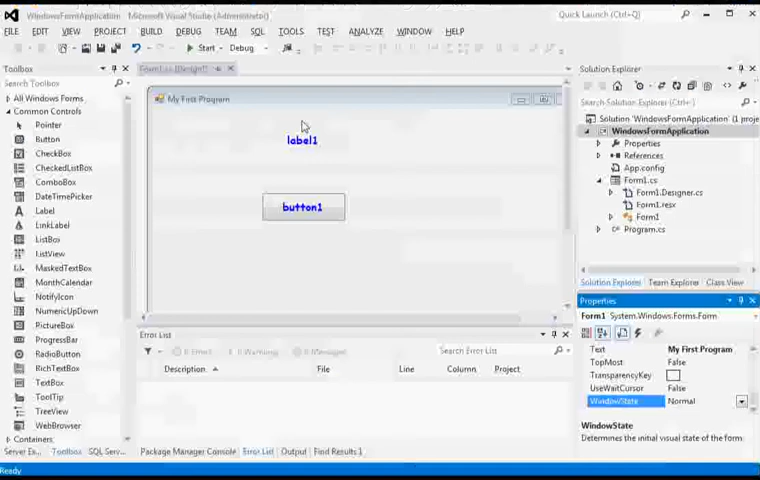 WindowsFormApplication - Microsoft Visual Studio (Administrator)
Quick Launch (Ctrl+Q)
FILE EDIT VIEW PROJECT BUILD DEBUG TEAM SQL TOOLS TEST ANALYZE WINDOW HELP
Start Debug
Toolbox
Search Toolbox
All Windows Forms
Common Controls
Pointer
Button
CheckBox
CheckedListBox
ComboBox
DateTimePicker
Label
LinkLabel
ListBox
ListView
MaskedTextBox
MonthCalendar
NotifyIcon
NumericUpDown
PictureBox
ProgressBar
RadioButton
RichTextBox
TextBox
ToolTip
TreeView
WebBrowser
Containers
Server Ex... Toolbox SQL Serv...
Form1.cs [Design]*
My First Program
label1
button1
Error List
Search Error List
Description File Line Column Project
Package Manager Console Error List Output Find Results 1
Solution Explorer
Search Solution Explorer
Solution 'WindowsFormApplication' (1 proje
WindowsFormApplication
Properties
References
App.config
Form1.cs
Form1.Designer.cs
Form1.resx
Form1
Program.cs
Solution Explorer Team Explorer Class View
Properties
Form1 System.Windows.Forms.Form
Text My First Program
TopMost False
TransparencyKey
UseWaitCursor False
WindowState Normal
WindowState
Determines the initial visual state of the form.
Ready